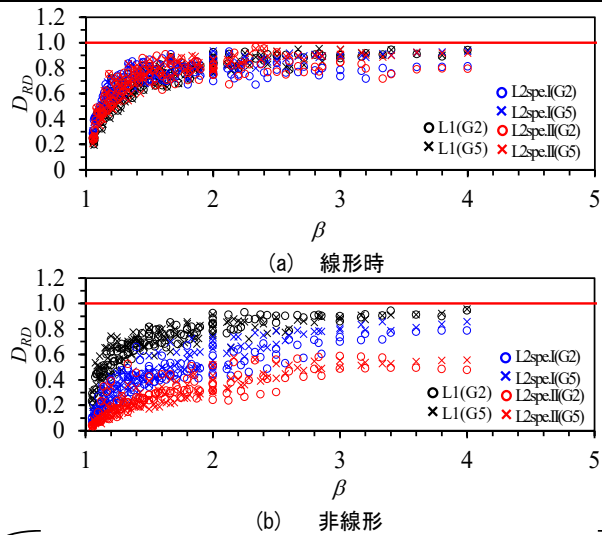 1.2
1.0
0.8
0.6
0.4
0.2
0
D_RD
L2spe.I(G2)
L2spe.I(G5)
L1(G2) L2spe.II(G2)
L1(G5) L2spe.II(G5)
1 2 3 4 5
β
(a) 線形時
1.2
1.0
0.8
0.6
0.4
0.2
0
D_RD
L2spe.I(G2)
L2spe.I(G5)
L1(G2) L2spe.II(G2)
L1(G5) L2spe.II(G5)
1 2 3 4 5
β
(b) 非線形